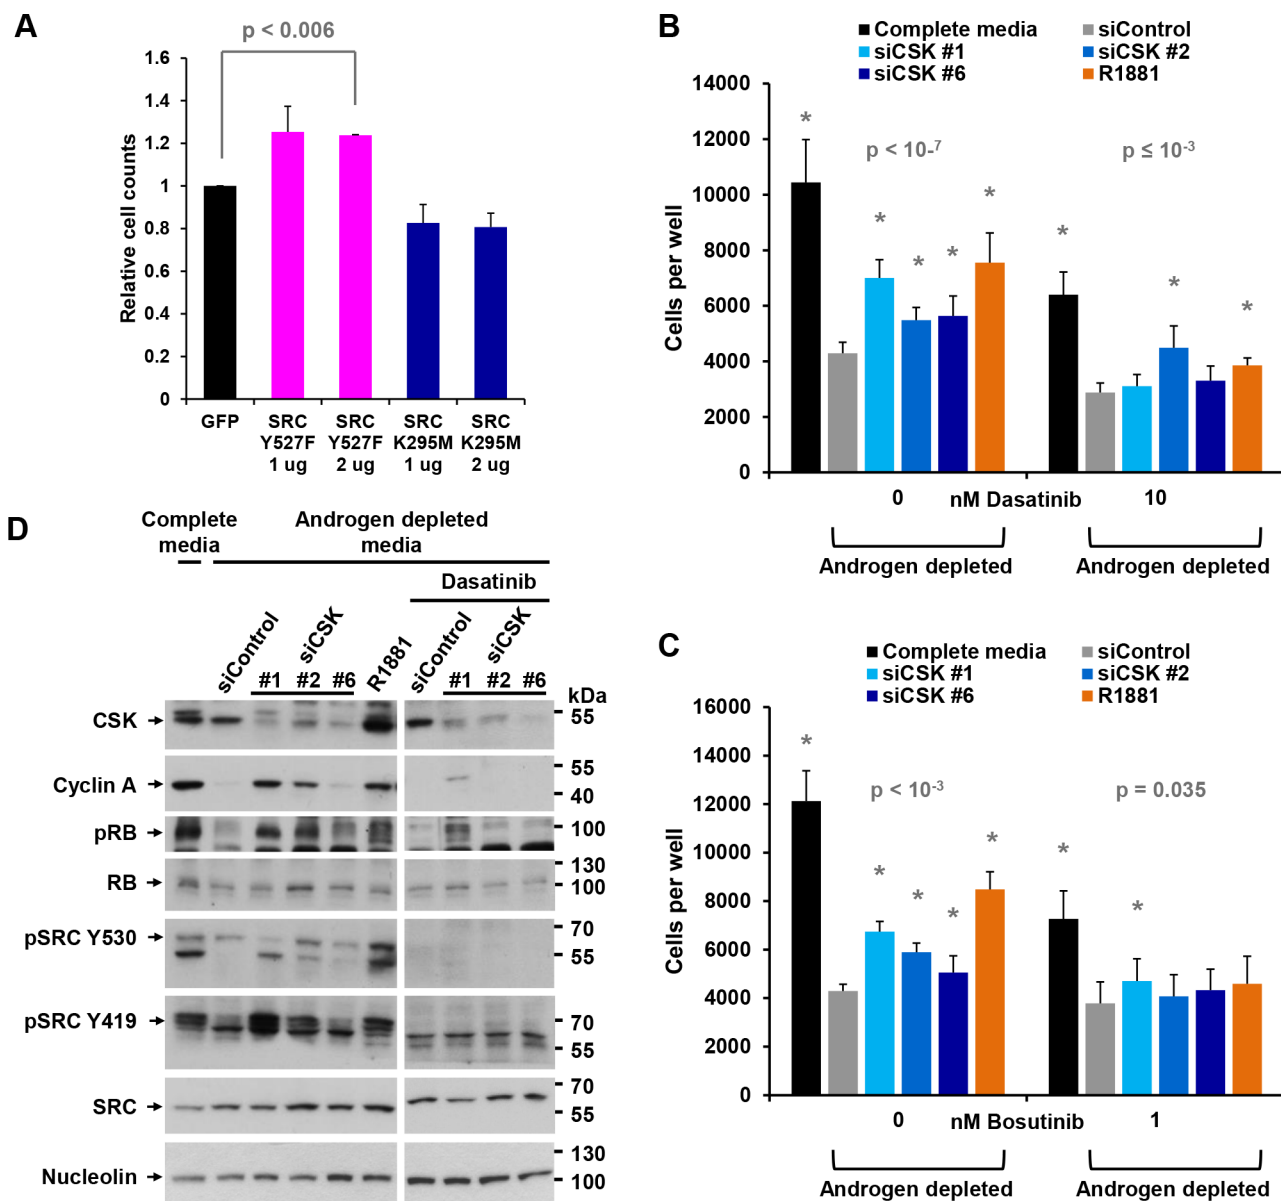 A
p < 0.006
1.6
1.4
1.2
1
0.8
0.6
0.4
0.2
0
Relative cell counts
GFP
SRC Y527F 1 ug
SRC Y527F 2 ug
SRC K295M 1 ug
SRC K295M 2 ug
B
Complete media
siControl
siCSK #1
siCSK #2
siCSK #6
R1881
14000
12000
10000
8000
6000
4000
2000
0
Cells per well
* * * * * * * *
p < 10-⁷
p ≤ 10⁻³
0 nM Dasatinib 10
Androgen depleted Androgen depleted
C
Complete media
siControl
siCSK #1
siCSK #2
siCSK #6
R1881
16000
14000
12000
10000
8000
6000
4000
2000
0
Cells per well
* * * * * * *
p < 10⁻³
p = 0.035
0 nM Bosutinib 1
Androgen depleted Androgen depleted
D
Complete media
Androgen depleted media
Dasatinib
siControl
siCSK
R1881
siControl
siCSK
#1 #2 #6
#1 #2 #6
kDa
CSK
55
Cyclin A
55
40
pRB
100
RB
130
100
pSRC Y530
70
55
pSRC Y419
70
55
SRC
70
55
Nucleolin
130
100